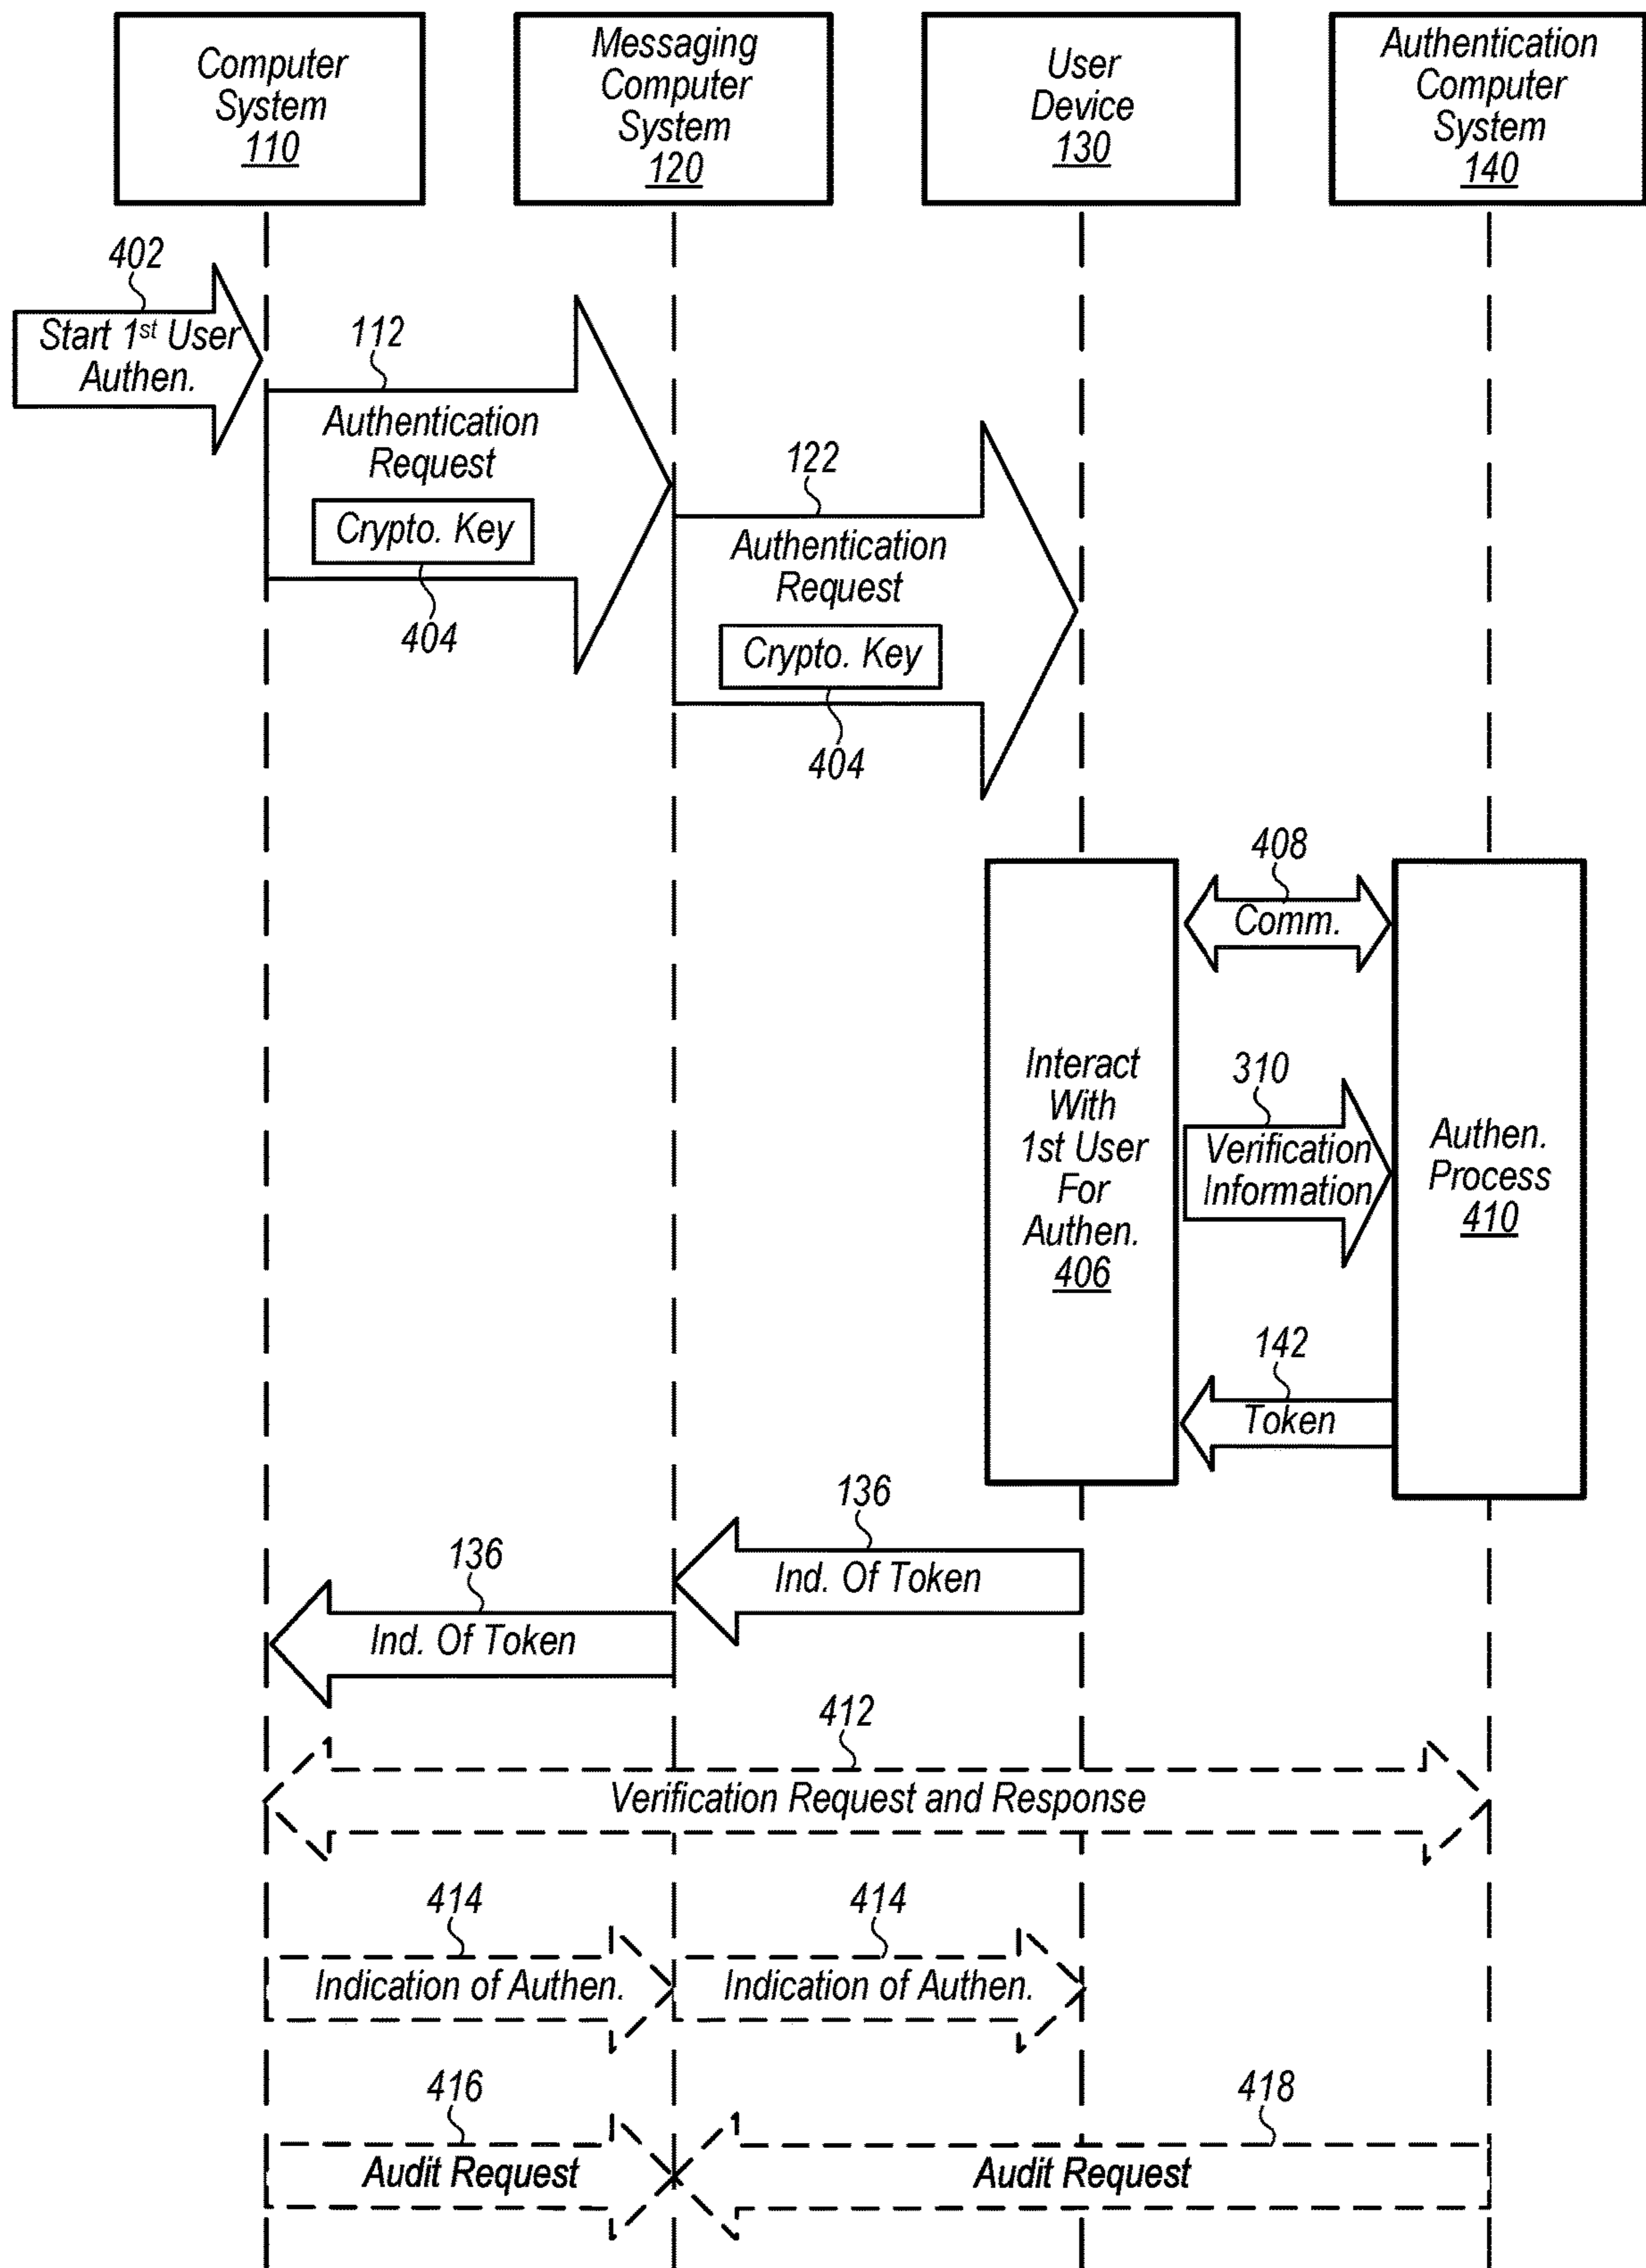 Computer
System
110
Messaging
Computer
System
120
User
Device
130
Authentication
Computer
System
140
402
Start 1st User
Authen.
112
Authentication
Request
Crypto. Key
404
122
Authentication
Request
Crypto. Key
404
408
Comm.
Interact
With
1st User
For
Authen.
406
310
Verification
Information
Authen.
Process
410
142
Token
136
Ind. Of Token
136
Ind. Of Token
412
Verification Request and Response
414
Indication of Authen.
414
Indication of Authen.
416
Audit Request
418
Audit Request